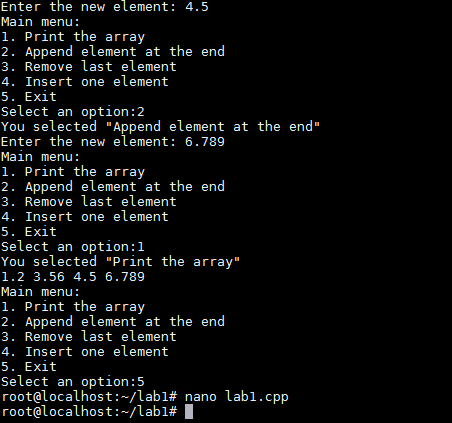 Enter the new element: 4.5
Main menu:
1. Print the array
2. Append element at the end
3. Remove last element
4. Insert one element
5. Exit
Select an option:2
You selected "Append element at the end"
Enter the new element: 6.789
Main menu:
1. Print the array
2. Append element at the end
3. Remove last element
4. Insert one element
5. Exit
Select an option:1
You selected "Print the array"
1.2 3.56 4.5 6.789
Main menu:
1. Print the array
2. Append element at the end
3. Remove last element
4. Insert one element
5. Exit
Select an option:5
root@localhost:~/lab1# nano lab1.cpp
root@localhost:~/lab1#